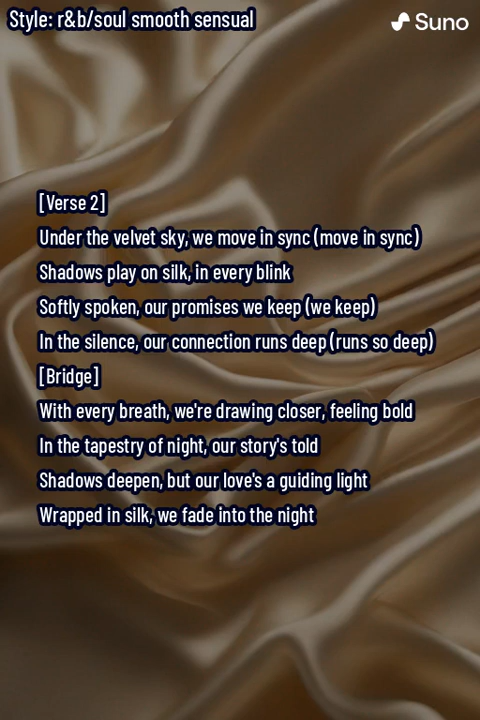 Style: r&b/soul smooth sensual
Suno
[Verse 2]
Under the velvet sky, we move in sync (move in sync)
Shadows play on silk, in every blink
Softly spoken, our promises we keep (we keep)
In the silence, our connection runs deep (runs so deep)
[Bridge]
With every breath, we're drawing closer, feeling bold
In the tapestry of night, our story's told
Shadows deepen, but our love's a guiding light
Wrapped in silk, we fade into the night